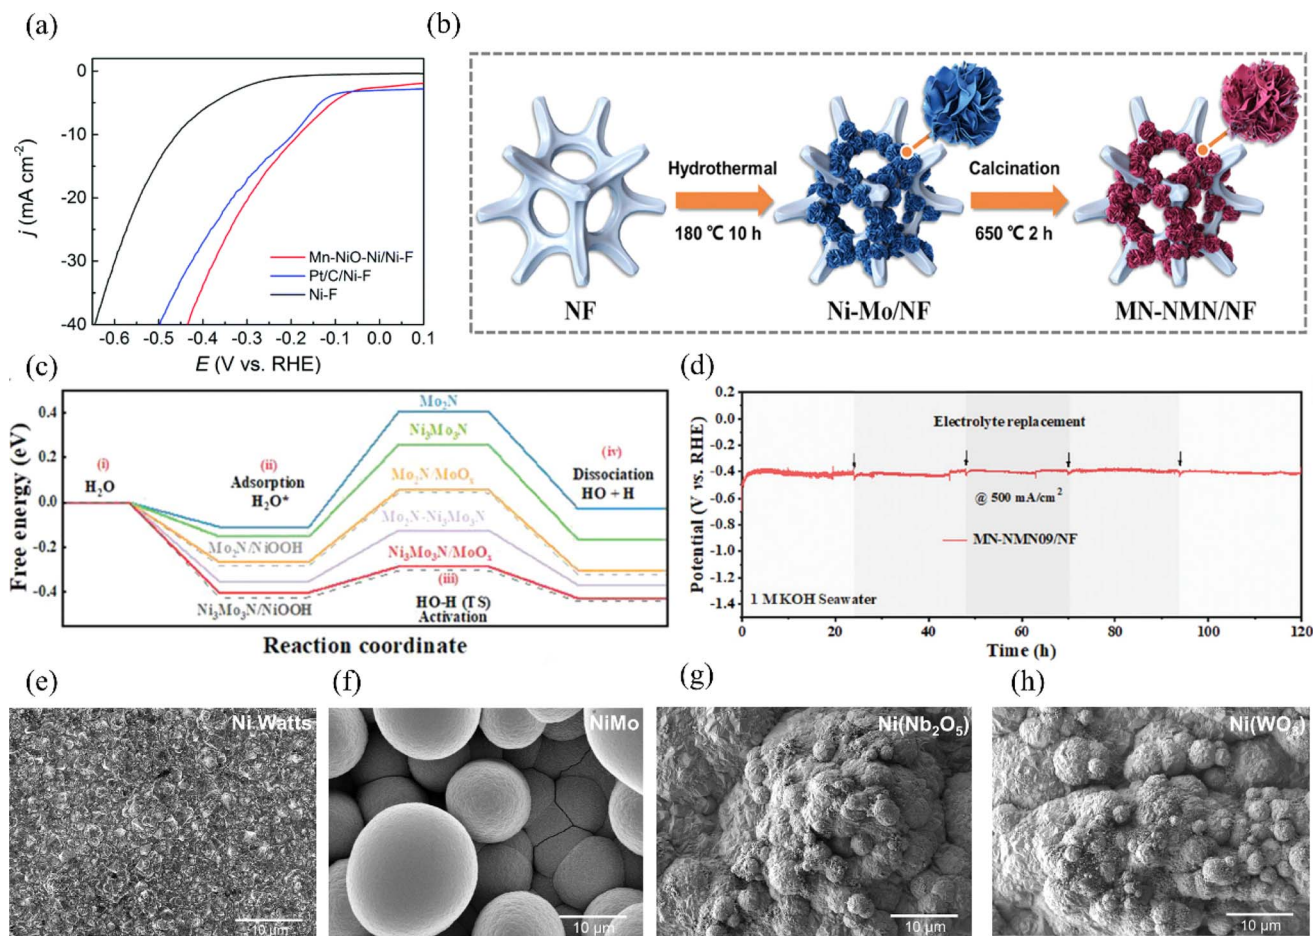 (a)
0
-10
-20
-30
-40
j (mA cm⁻²)
Mn-NiO-Ni/Ni-F
Pt/C/Ni-F
Ni-F
-0.6 -0.5 -0.4 -0.3 -0.2 -0.1 0.0 0.1
E (V vs. RHE)
(b)
Hydrothermal
180 ℃ 10 h
Calcination
650 ℃ 2 h
NF
Ni-Mo/NF
MN-NMN/NF
(c)
Free energy (eV)
0.4
0.2
0.0
-0.2
-0.4
(i)
H₂O
(ii)
Adsorption
H₂O*
Mo₂N
Ni₃Mo₃N
Mo₂N/MoOₓ
Mo₂N-Ni₃Mo₃N
Ni₃Mo₃N/MoOₓ
Mo₂N/NiOOH
Ni₃Mo₃N/NiOOH
(iii)
HO-H (TS)
Activation
(iv)
Dissociation
HO + H
Reaction coordinate
(d)
Potential (V vs. RHE)
0.2
0.0
-0.2
-0.4
-0.6
-0.8
-1.0
-1.2
-1.4
Electrolyte replacement
@ 500 mA/cm²
MN-NMN09/NF
1 M KOH Seawater
0 20 40 60 80 100 120
Time (h)
(e)
Ni Watts
10 µm
(f)
NiMo
10 µm
(g)
Ni(Nb₂O₅)
10 µm
(h)
10 µm